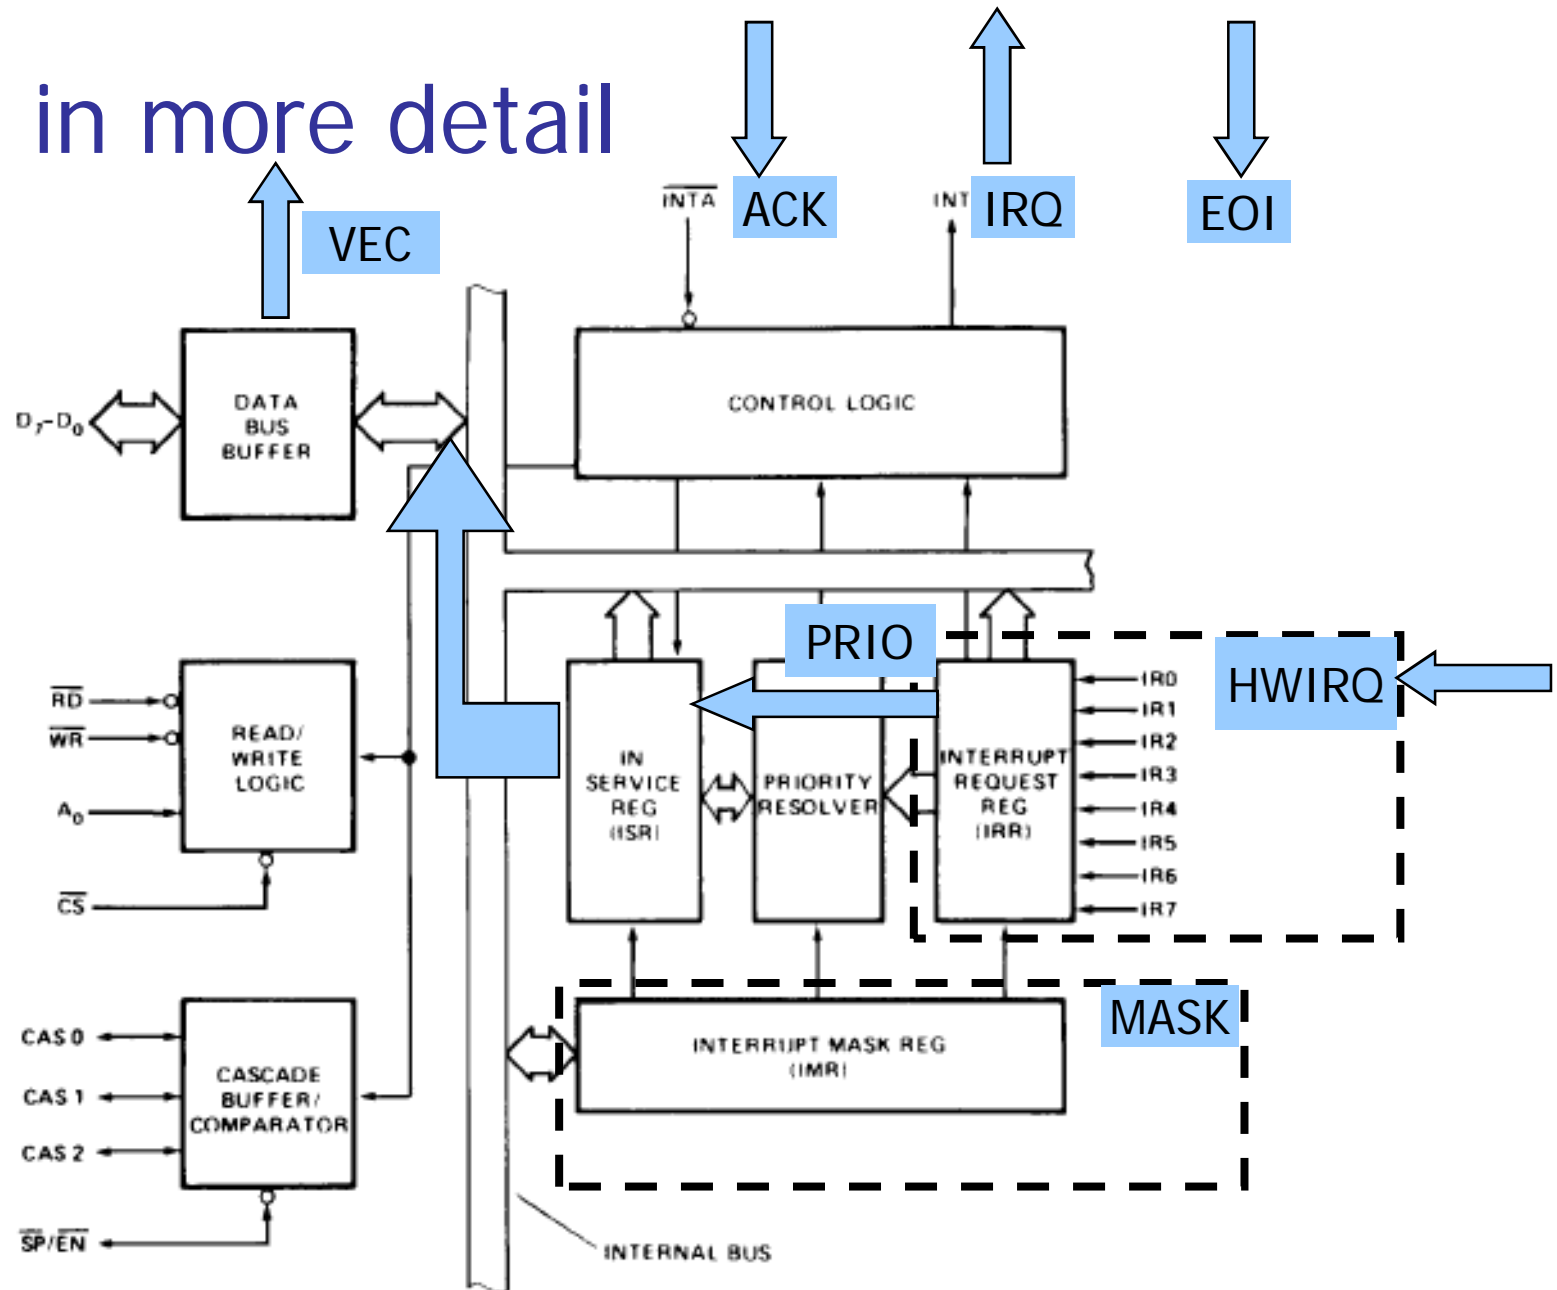 in more detail
VEC
INTA
ACK
INT
IRQ
EOI
D7-D0
DATA
BUS
BUFFER
CONTROL LOGIC
PRIO
HWIRQ
RD
WR
A0
CS
READ/
WRITE
LOGIC
IN
SERVICE
REG
(ISR)
PRIORITY
RESOLVER
INTERRUPT
REQUEST
REG
(IRR)
IR0
IR1
IR2
IR3
IR4
IR5
IR6
IR7
MASK
INTERRUPT MASK REG
(IMR)
CAS 0
CAS 1
CAS 2
CASCADE
BUFFER/
COMPARATOR
SP/EN
INTERNAL BUS